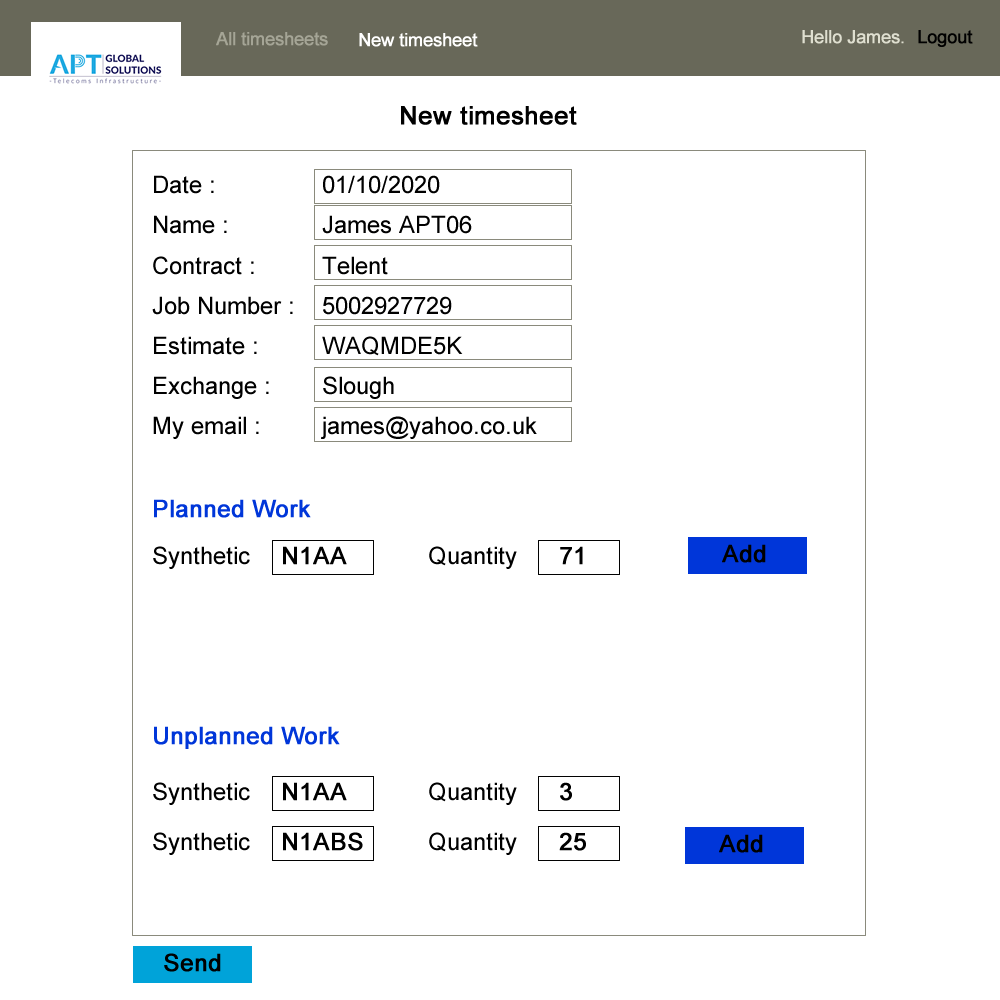 All timesheets New timesheet Hello James. Logout
APT GLOBAL SOLUTIONS
·Telecoms Infrastructure·
New timesheet
Date : 01/10/2020
Name : James APT06
Contract : Telent
Job Number : 5002927729
Estimate : WAQMDE5K
Exchange : Slough
My email : james@yahoo.co.uk
Planned Work
Synthetic N1AA Quantity 71 Add
Unplanned Work
Synthetic N1AA Quantity 3
Synthetic N1ABS Quantity 25 Add
Send